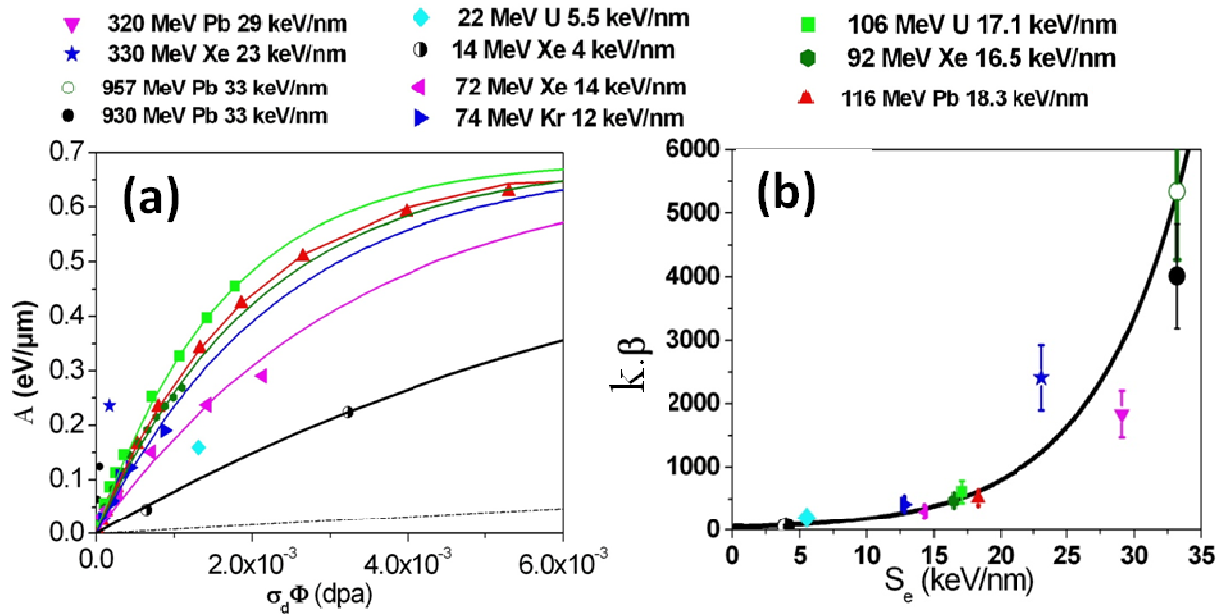 320 MeV Pb 29 keV/nm
330 MeV Xe 23 keV/nm
957 MeV Pb 33 keV/nm
930 MeV Pb 33 keV/nm
22 MeV U 5.5 keV/nm
14 MeV Xe 4 keV/nm
72 MeV Xe 14 keV/nm
74 MeV Kr 12 keV/nm
106 MeV U 17.1 keV/nm
92 MeV Xe 16.5 keV/nm
116 MeV Pb 18.3 keV/nm
(a)
A (eV/μm)
0.7
0.6
0.5
0.4
0.3
0.2
0.1
0.0
0.0 2.0x10⁻³ 4.0x10⁻³ 6.0x10⁻³
σdΦ (dpa)
(b)
k.β
6000
5000
4000
3000
2000
1000
0
0 5 10 15 20 25 30 35
Se (keV/nm)